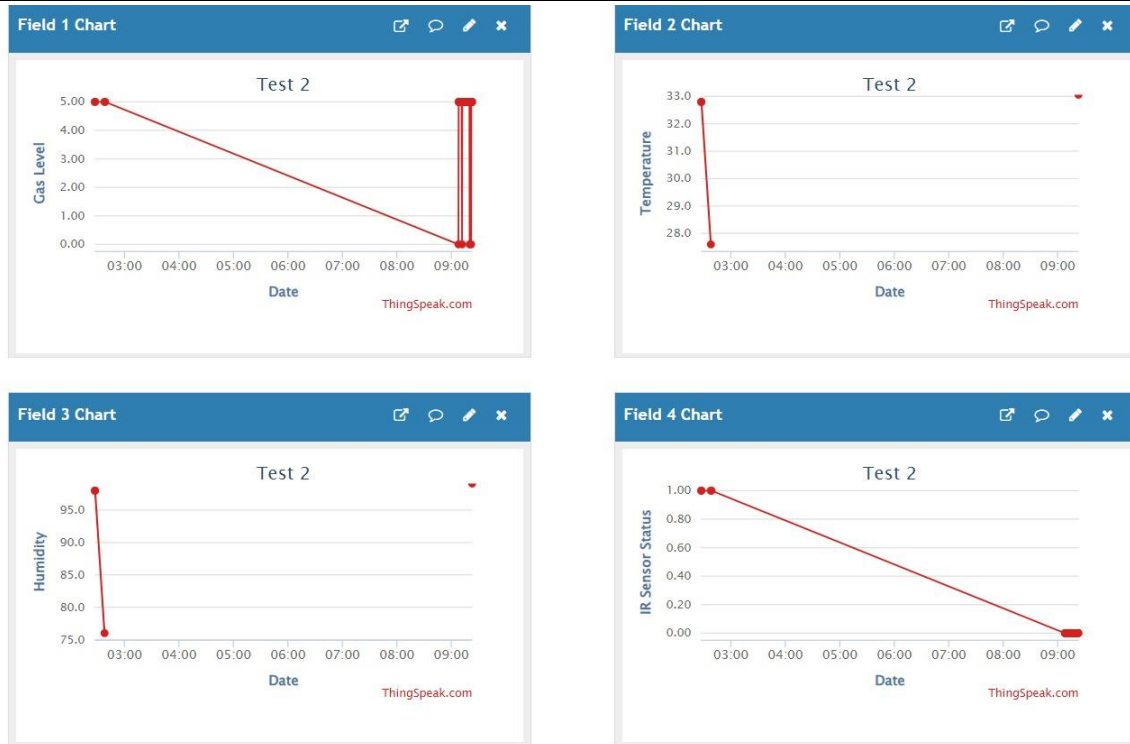 Field 1 Chart
Test 2
Gas Level
5.00
4.00
3.00
2.00
1.00
0.00
03:00 04:00 05:00 06:00 07:00 08:00 09:00
Date
ThingSpeak.com
Field 2 Chart
Test 2
Temperature
33.0
32.0
31.0
30.0
29.0
28.0
03:00 04:00 05:00 06:00 07:00 08:00 09:00
Date
ThingSpeak.com
Field 3 Chart
Test 2
Humidity
95.0
90.0
85.0
80.0
75.0
03:00 04:00 05:00 06:00 07:00 08:00 09:00
Date
ThingSpeak.com
Field 4 Chart
Test 2
IR Sensor Status
1.00
0.80
0.60
0.40
0.20
0.00
03:00 04:00 05:00 06:00 07:00 08:00 09:00
Date
ThingSpeak.com